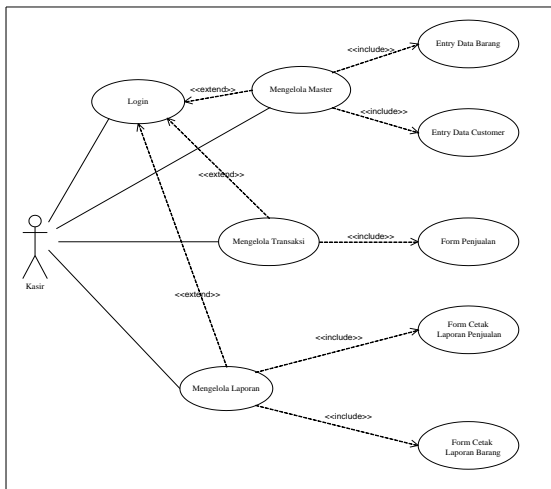 Entry Data Barang
<<include>>
<<extend>>
Mengelola Master
Login
<<include>>
Entry Data Customer
<<extend>>
Mengelola Transaksi
<<include>>
Form Penjualan
Kasir
<<extend>>
Form Cetak
Laporan Penjualan
<<include>>
Mengelola Laporan
<<include>>
Form Cetak
Laporan Barang